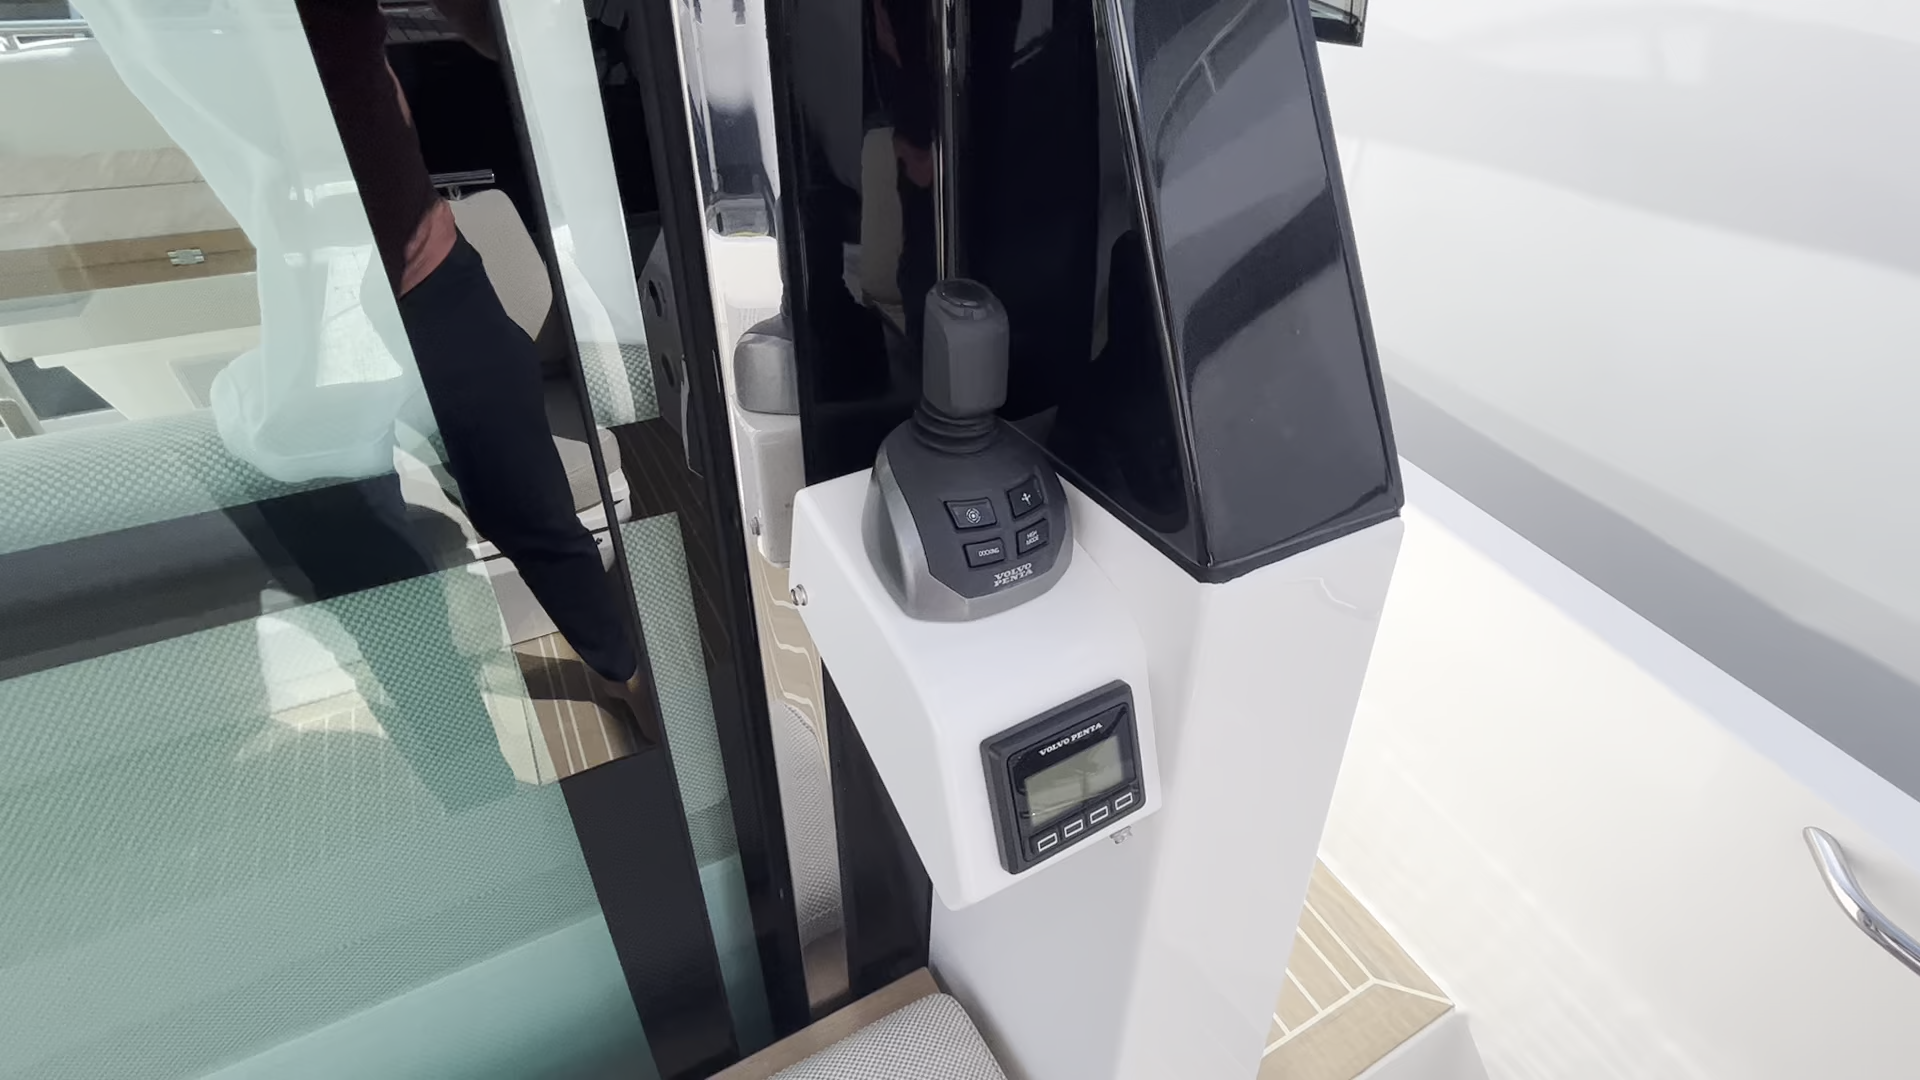 DOCKING
HIGH
MODE
VOLVO
PENTA
VOLVO PENTA